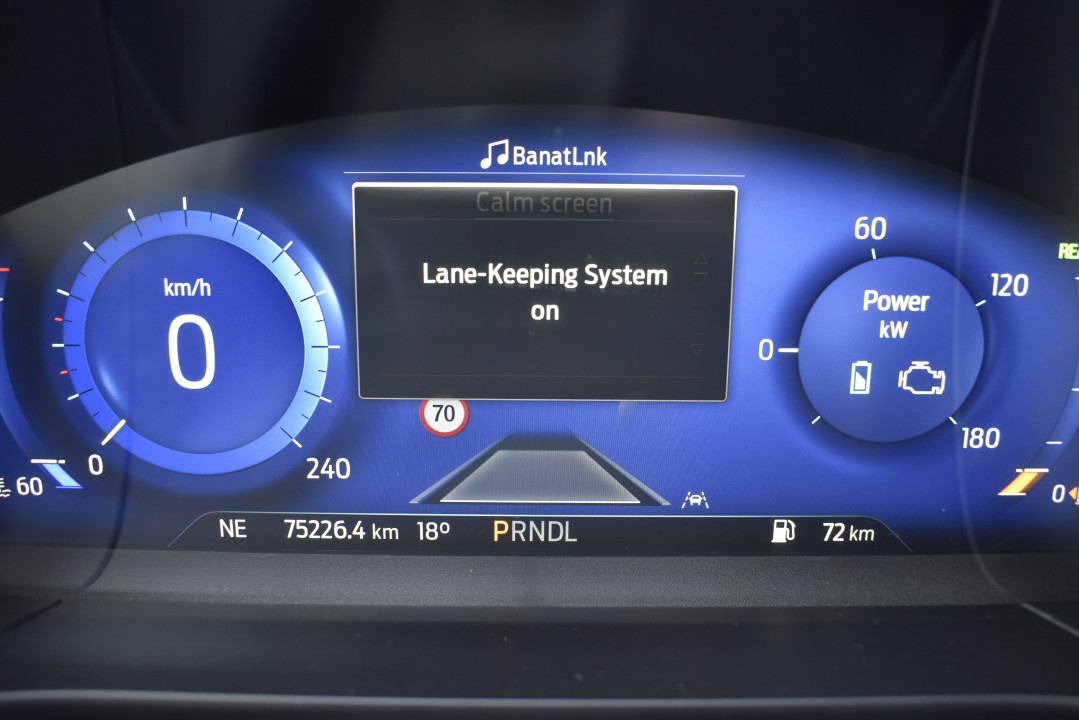 BanatLnk
Calm screen
Lane-Keeping System
on
km/h
0
0
240
60
70
Power
kW
0
60
120
180
0
NE 75226.4 km 18° PRNDL 72 km